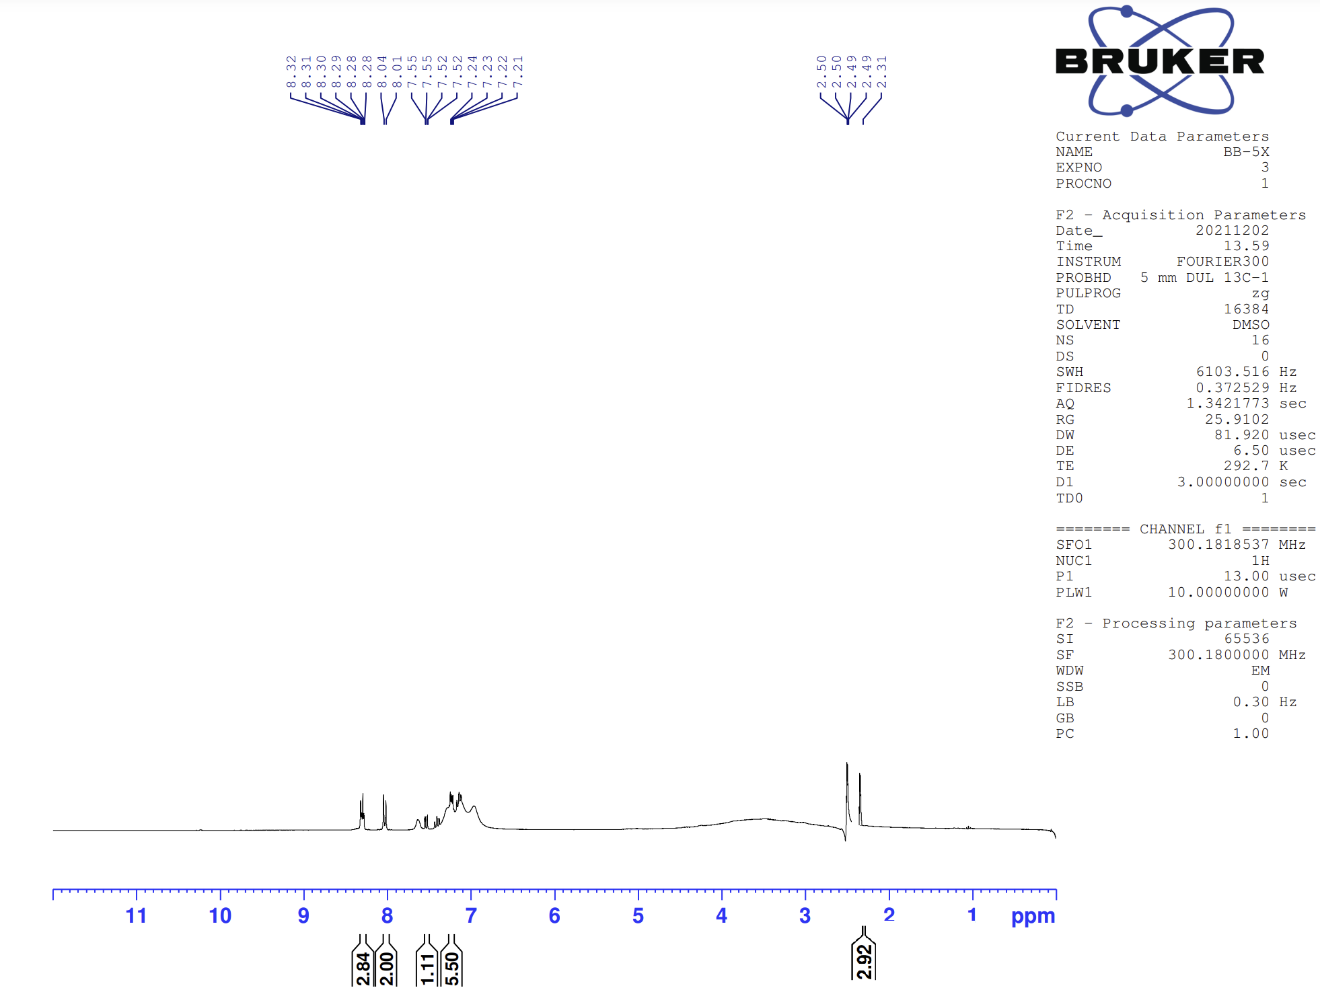 8.32
8.31
8.30
8.29
8.28
8.28
8.04
8.01
7.55
7.55
7.52
7.52
7.24
7.23
7.22
7.21
2.50
2.50
2.49
2.49
2.31
BRUKER
Current Data Parameters
NAME BB-5X
EXPNO 3
PROCNO 1
F2 - Acquisition Parameters
Date_ 20211202
Time 13.59
INSTRUM FOURIER300
PROBHD 5 mm DUL 13C-1
PULPROG zg
TD 16384
SOLVENT DMSO
NS 16
DS 0
SWH 6103.516 Hz
FIDRES 0.372529 Hz
AQ 1.3421773 sec
RG 25.9102
DW 81.920 usec
DE 6.50 usec
TE 292.7 K
D1 3.00000000 sec
TD0 1
======== CHANNEL f1 ========
SFO1 300.1818537 MHz
NUC1 1H
P1 13.00 usec
PLW1 10.00000000 W
F2 - Processing parameters
SI 65536
SF 300.1800000 MHz
WDW EM
SSB 0
LB 0.30 Hz
GB 0
PC 1.00
11 10 9 8 7 6 5 4 3 2 1 ppm
2.84
2.00
1.11
5.50
2.92